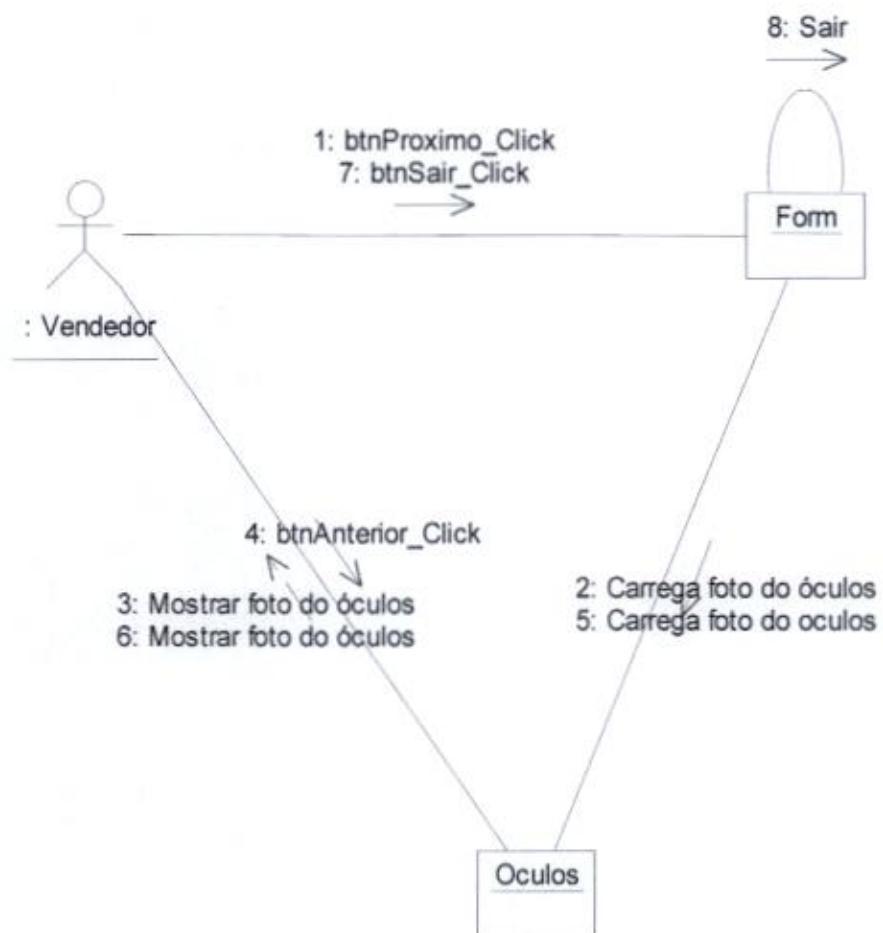 8: Sair
1: btnProximo_Click
7: btnSair_Click
Form
: Vendedor
4: btnAnterior_Click
3: Mostrar foto do óculos
6: Mostrar foto do óculos
2: Carrega foto do óculos
5: Carrega foto do oculos
Oculos